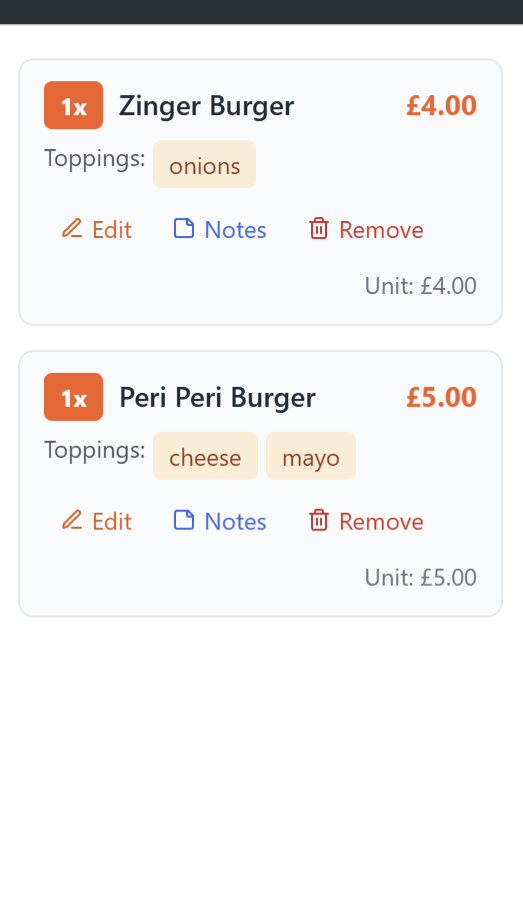 1x Zinger Burger £4.00
Toppings: onions
Edit Notes Remove
Unit: £4.00
1x Peri Peri Burger £5.00
Toppings: cheese mayo
Edit Notes Remove
Unit: £5.00